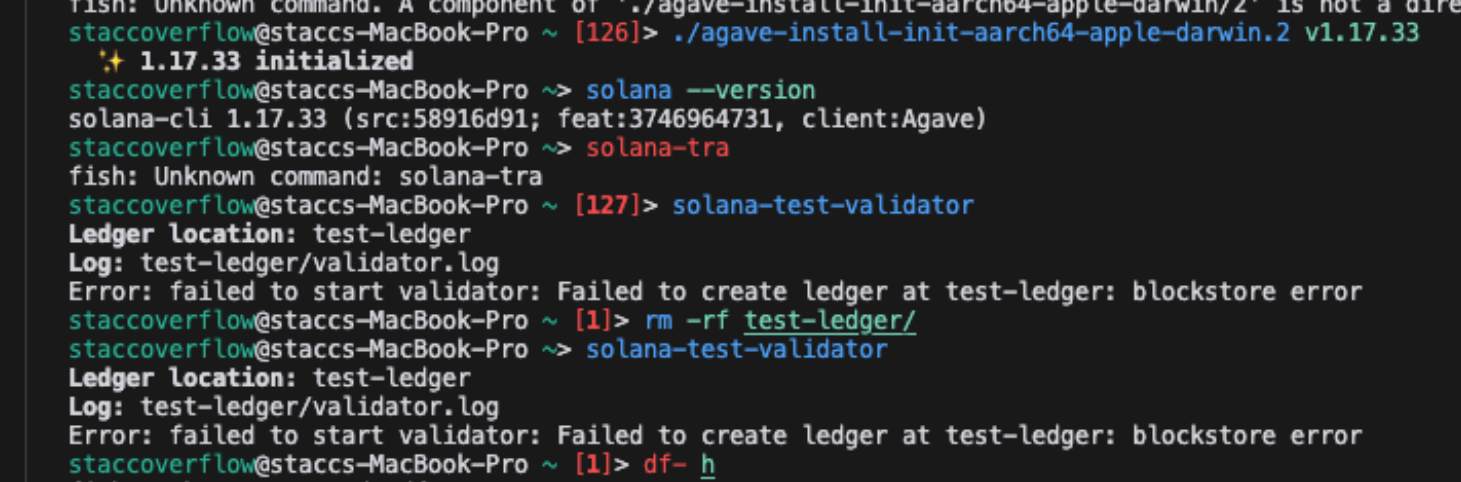 fish: Unknown command. A component of './agave-install-init-aarch64-apple-darwin/2' is not a dire
staccoverflow@staccs-MacBook-Pro ~ [126]> ./agave-install-init-aarch64-apple-darwin.2 v1.17.33
✨ 1.17.33 initialized
staccoverflow@staccs-MacBook-Pro ~> solana --version
solana-cli 1.17.33 (src:58916d91; feat:3746964731, client:Agave)
staccoverflow@staccs-MacBook-Pro ~> solana-tra
fish: Unknown command: solana-tra
staccoverflow@staccs-MacBook-Pro ~ [127]> solana-test-validator
Ledger location: test-ledger
Log: test-ledger/validator.log
Error: failed to start validator: Failed to create ledger at test-ledger: blockstore error
staccoverflow@staccs-MacBook-Pro ~ [1]> rm -rf test-ledger/
staccoverflow@staccs-MacBook-Pro ~> solana-test-validator
Ledger location: test-ledger
Log: test-ledger/validator.log
Error: failed to start validator: Failed to create ledger at test-ledger: blockstore error
staccoverflow@staccs-MacBook-Pro ~ [1]> df- h